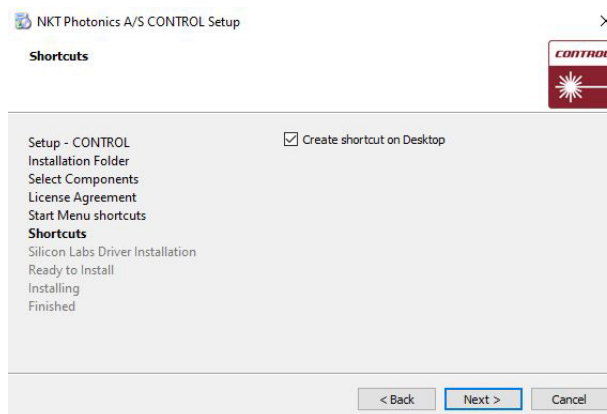 NKT Photonics A/S CONTROL Setup
Shortcuts
CONTROL
Setup - CONTROL
Installation Folder
Select Components
License Agreement
Start Menu shortcuts
Shortcuts
Silicon Labs Driver Installation
Ready to Install
Installing
Finished
Create shortcut on Desktop
< Back Next > Cancel